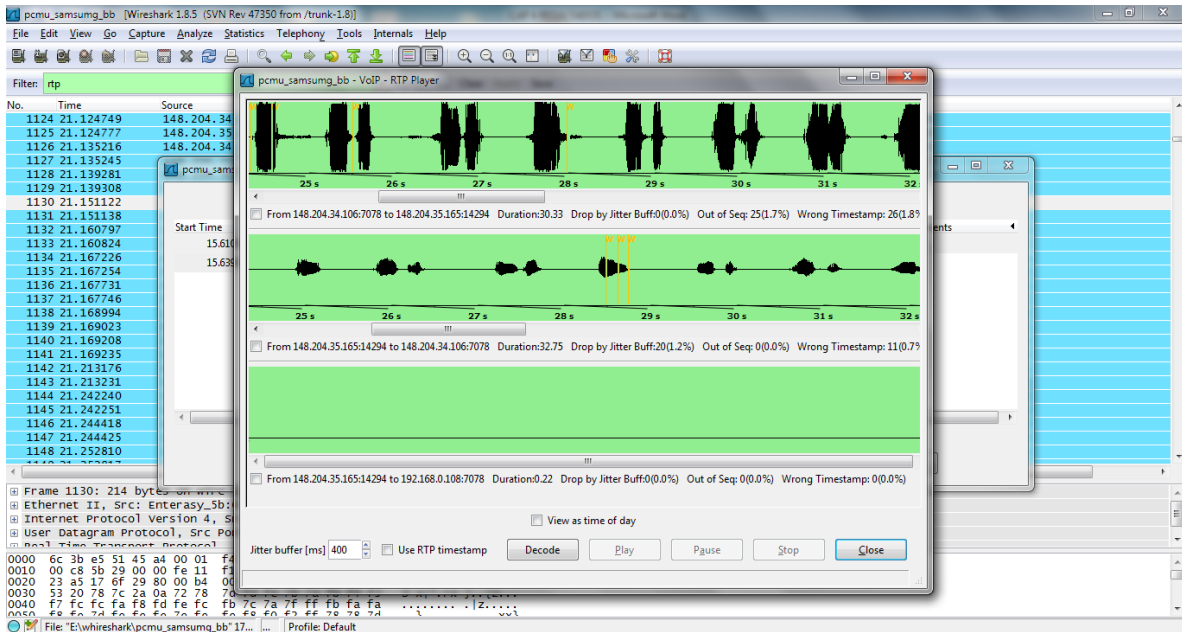 pcmu_samsumg_bb [Wireshark 1.8.5 (SVN Rev 47350 from /trunk-1.8)]
File Edit View Go Capture Analyze Statistics Telephony Tools Internals Help
Filter: rtp
No. Time Source
1124 21.124749 148.204.34
1125 21.124777 148.204.35
1126 21.135216 148.204.34
1127 21.135245
1128 21.139281
1129 21.139308
1130 21.151122
1131 21.151138
1132 21.160797
1133 21.160824
1134 21.167226
1135 21.167254
1136 21.167731
1137 21.167746
1138 21.168994
1139 21.169023
1140 21.169208
1141 21.169235
1142 21.213176
1143 21.213231
1144 21.242240
1145 21.242251
1146 21.244418
1147 21.244425
1148 21.252810
pcmu_sam
Start Time
15.610
15.639
ents
pcmu_samsumg_bb - VoIP - RTP Player
W W W
25 s 26 s 27 s 28 s 29 s 30 s 31 s 32
From 148.204.34.106:7078 to 148.204.35.165:14294 Duration:30.33 Drop by Jitter Buff:0(0.0%) Out of Seq: 25(1.7%) Wrong Timestamp: 26(1.8%
W W W
25 s 26 s 27 s 28 s 29 s 30 s 31 s 32 s
From 148.204.35.165:14294 to 148.204.34.106:7078 Duration:32.75 Drop by Jitter Buff:20(1.2%) Out of Seq: 0(0.0%) Wrong Timestamp: 11(0.7%
From 148.204.35.165:14294 to 192.168.0.108:7078 Duration:0.22 Drop by Jitter Buff:0(0.0%) Out of Seq: 0(0.0%) Wrong Timestamp: 0(0.0%)
View as time of day
Jitter buffer [ms] 400 Use RTP timestamp Decode Play Pause Stop Close
Frame 1130: 214 bytes on wire
Ethernet II, Src: Enterasy_5b:
Internet Protocol Version 4, S
User Datagram Protocol, Src Po
Real Time Transport Protocol
0000 6c 3b e5 51 45 a4 00 01 f4
0010 00 c8 5b 29 00 00 fe 11 f1
0020 23 a5 17 6f 29 80 00 b4 00
0030 53 20 78 7c 2a 0a 72 78
0040 f7 fc fc fa f8 fd fe fc fb 7c 7a 7f ff fb fa fa ........ .|z.....
File: "E:\whireshark\pcmu_samsumg_bb" 17... ... Profile: Default